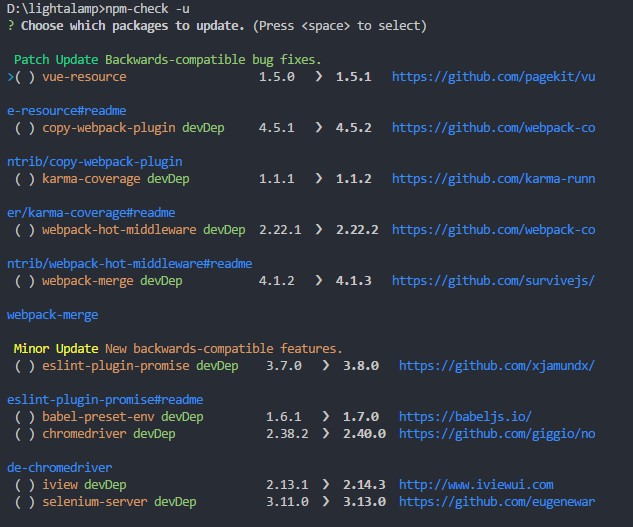 D:\lightalamp>npm-check -u
? Choose which packages to update. (Press <space> to select)
Patch Update Backwards-compatible bug fixes.
>( ) vue-resource 1.5.0 ❯ 1.5.1 https://github.com/pagekit/vu
e-resource#readme
( ) copy-webpack-plugin devDep 4.5.1 ❯ 4.5.2 https://github.com/webpack-co
ntrib/copy-webpack-plugin
( ) karma-coverage devDep 1.1.1 ❯ 1.1.2 https://github.com/karma-runn
er/karma-coverage#readme
( ) webpack-hot-middleware devDep 2.22.1 ❯ 2.22.2 https://github.com/webpack-co
ntrib/webpack-hot-middleware#readme
( ) webpack-merge devDep 4.1.2 ❯ 4.1.3 https://github.com/survivejs/
webpack-merge
Minor Update New backwards-compatible features.
( ) eslint-plugin-promise devDep 3.7.0 ❯ 3.8.0 https://github.com/xjamundx/
eslint-plugin-promise#readme
( ) babel-preset-env devDep 1.6.1 ❯ 1.7.0 https://babeljs.io/
( ) chromedriver devDep 2.38.2 ❯ 2.40.0 https://github.com/giggio/no
de-chromedriver
( ) iview devDep 2.13.1 ❯ 2.14.3 http://www.iviewui.com
( ) selenium-server devDep 3.11.0 ❯ 3.13.0 https://github.com/eugenewar